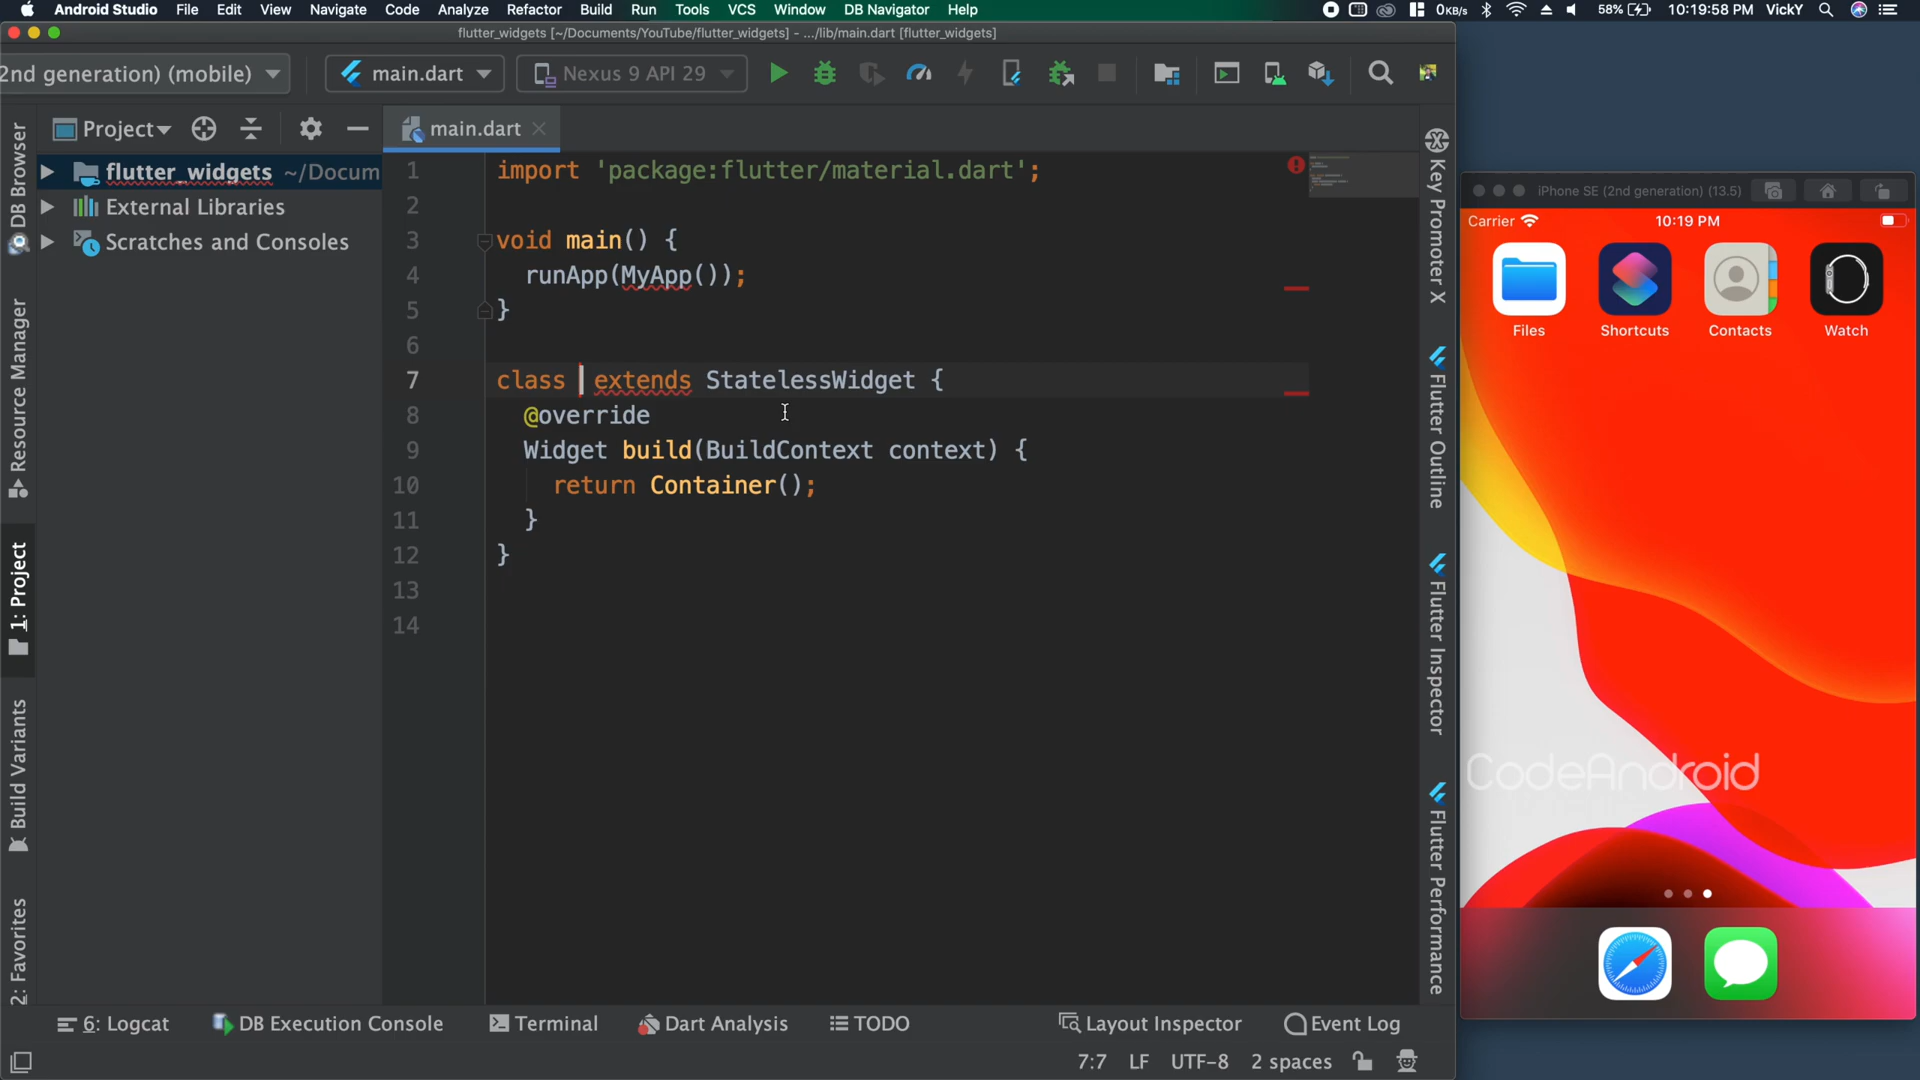 Android Studio File Edit View Navigate Code Analyze Refactor Build Run Tools VCS Window DB Navigator Help 0KB/s 58% 10:19:58 PM VickY
flutter_widgets [~/Documents/YouTube/flutter_widgets] - .../lib/main.dart [flutter_widgets]
2nd generation) (mobile) main.dart Nexus 9 API 29
Project main.dart
flutter_widgets ~/Docum
External Libraries
Scratches and Consoles
DB Browser
Resource Manager
1: Project
Build Variants
2: Favorites
1 import 'package:flutter/material.dart';
2
3 void main() {
4 runApp(MyApp());
5 }
6
7 class extends StatelessWidget {
8 @override
9 Widget build(BuildContext context) {
10 return Container();
11 }
12 }
13
14
Key Promoter X
Flutter Outline
Flutter Inspector
Flutter Performance
iPhone SE (2nd generation) (13.5)
Carrier 10:19 PM
Files Shortcuts Contacts Watch
CodeAndroid
6: Logcat DB Execution Console Terminal Dart Analysis TODO Layout Inspector Event Log
7:7 LF UTF-8 2 spaces